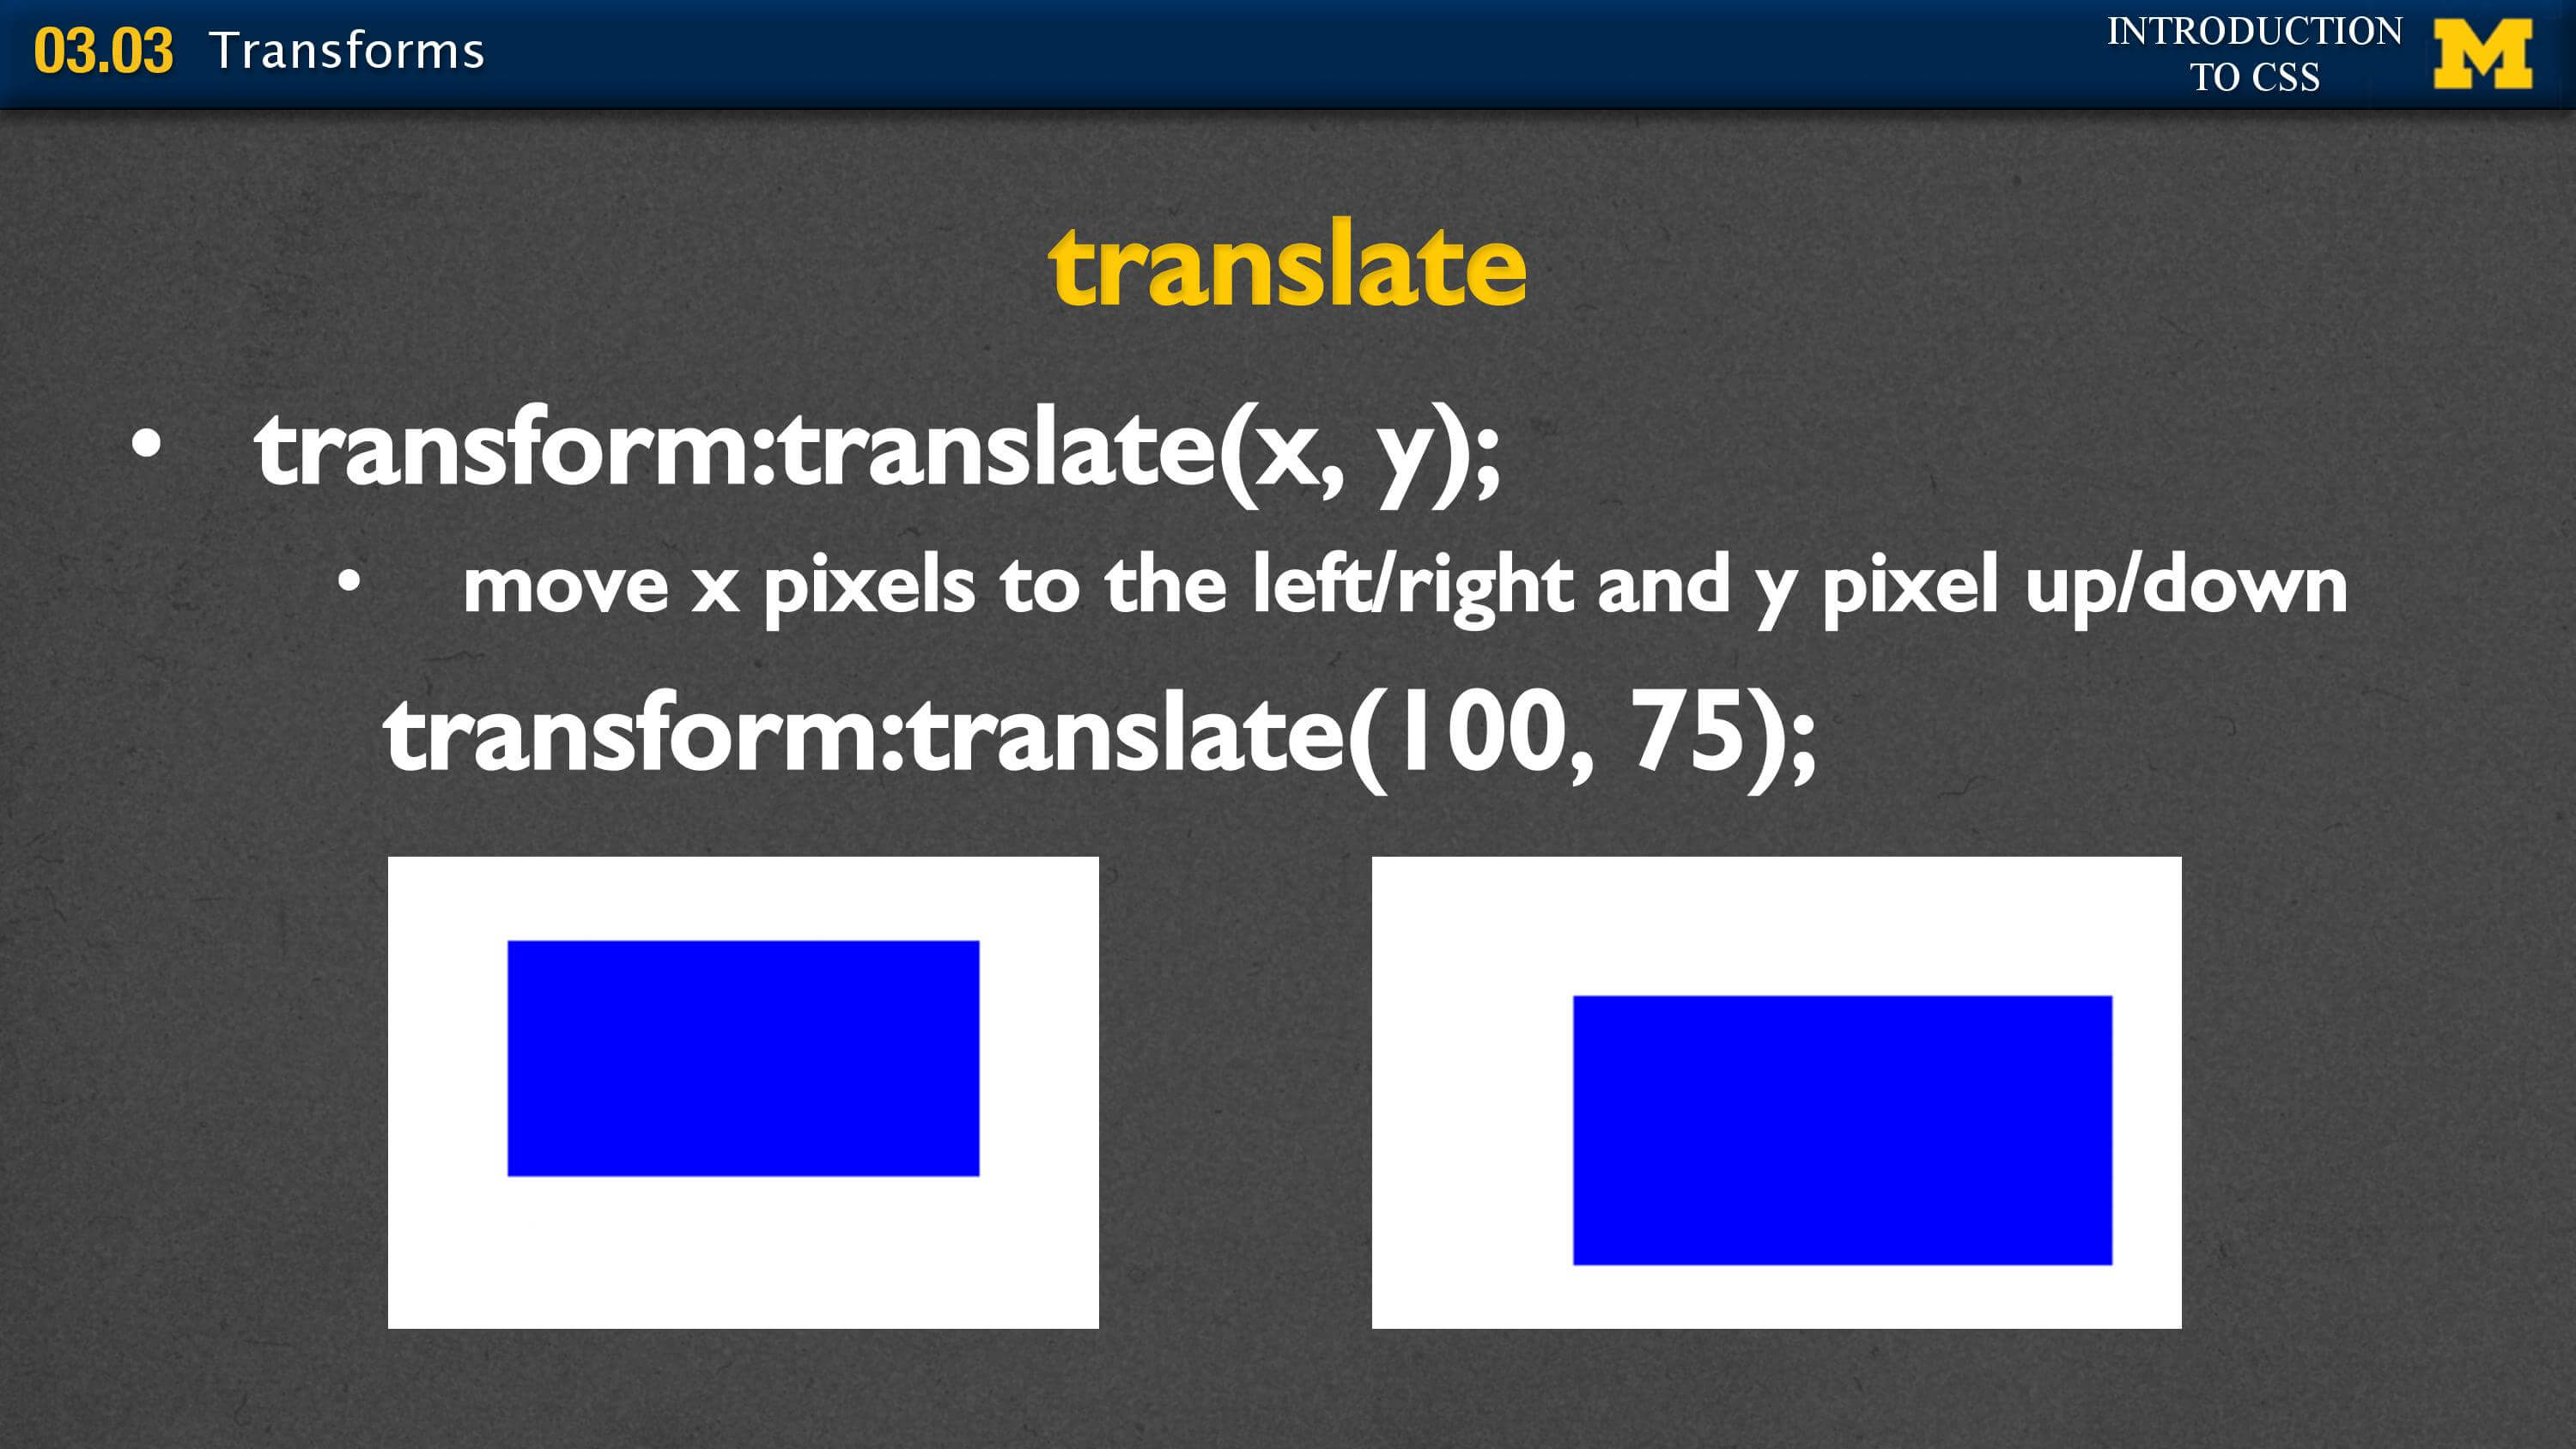 03.03 Transforms
INTRODUCTION
TO CSS
M
translate
• transform:translate(x, y);
• move x pixels to the left/right and y pixel up/down
transform:translate(100, 75);